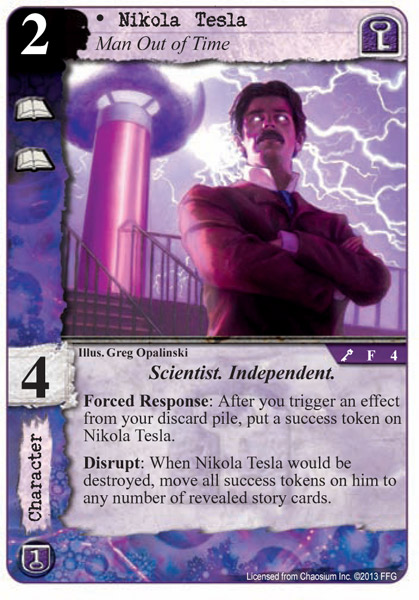 2
• Nikola Tesla
Man Out of Time
Illus. Greg Opalinski
F 4
4
Scientist. Independent.
Forced Response: After you trigger an effect
from your discard pile, put a success token on
Nikola Tesla.
Disrupt: When Nikola Tesla would be
destroyed, move all success tokens on him to
any number of revealed story cards.
Character
1
Licensed from Chaosium Inc. ©2013 FFG